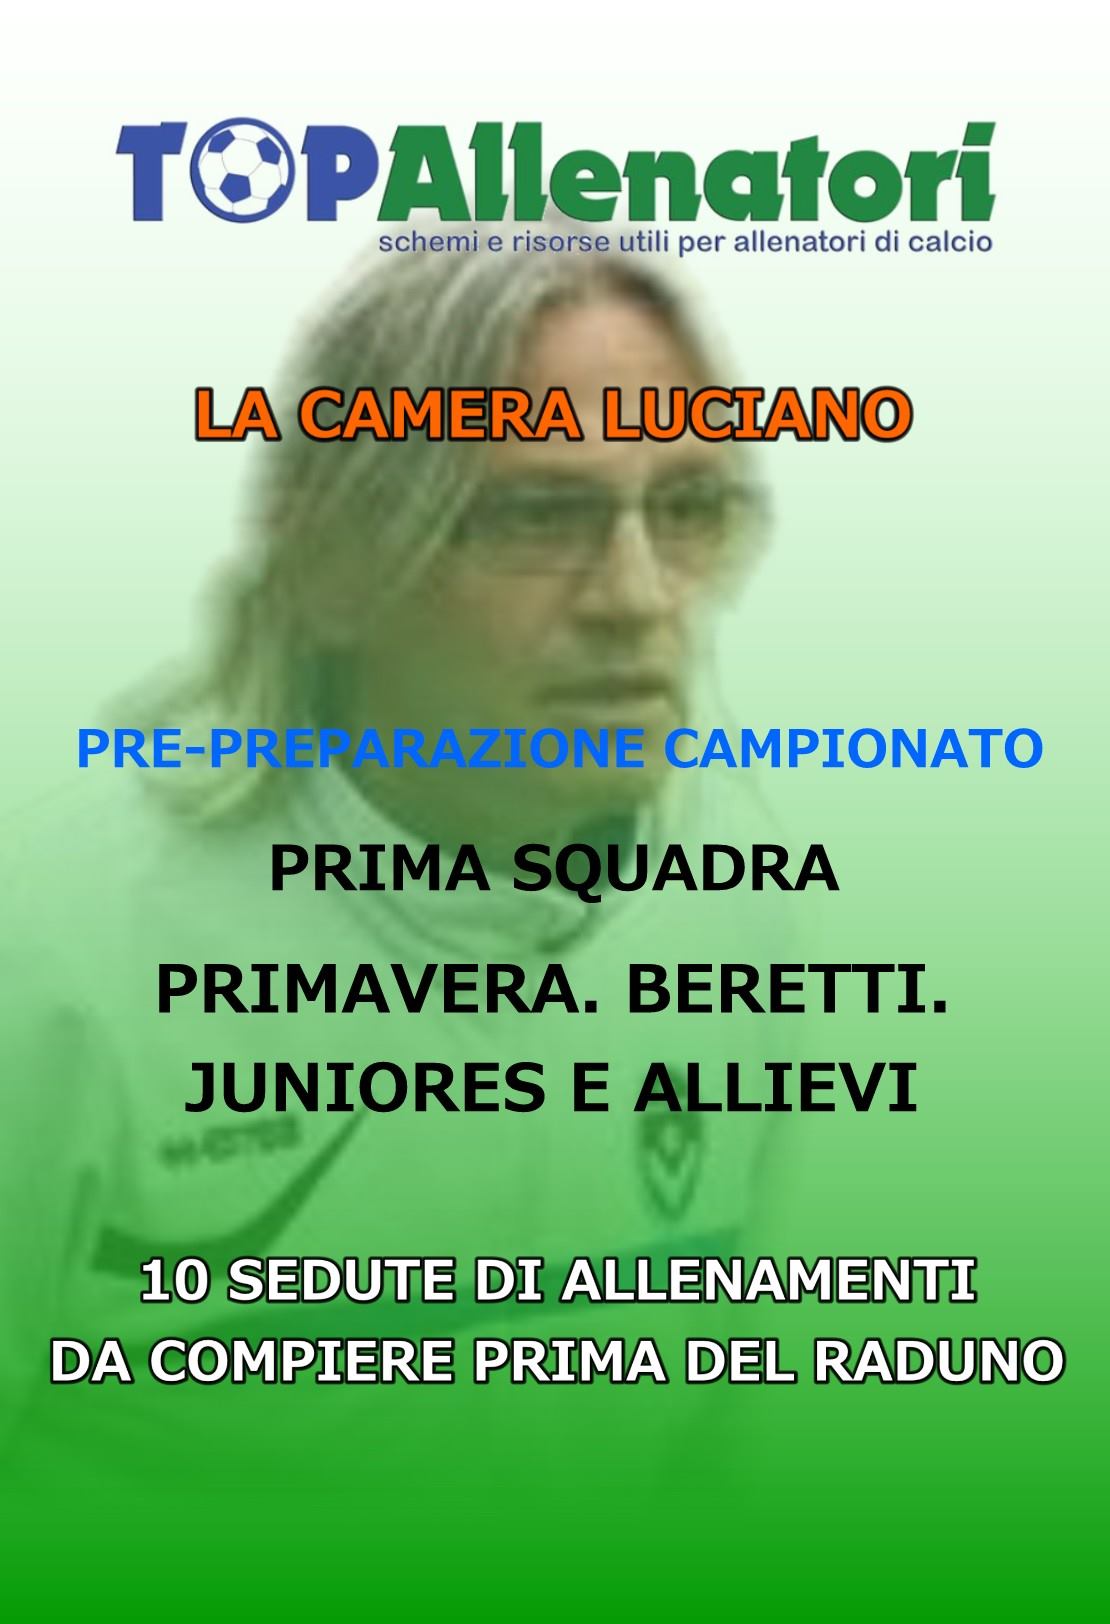 TOPAllenatori
schemi e risorse utili per allenatori di calcio
LA CAMERA LUCIANO
PRE-PREPARAZIONE CAMPIONATO
PRIMA SQUADRA
PRIMAVERA. BERETTI.
JUNIORES E ALLIEVI
10 SEDUTE DI ALLENAMENTI
DA COMPIERE PRIMA DEL RADUNO